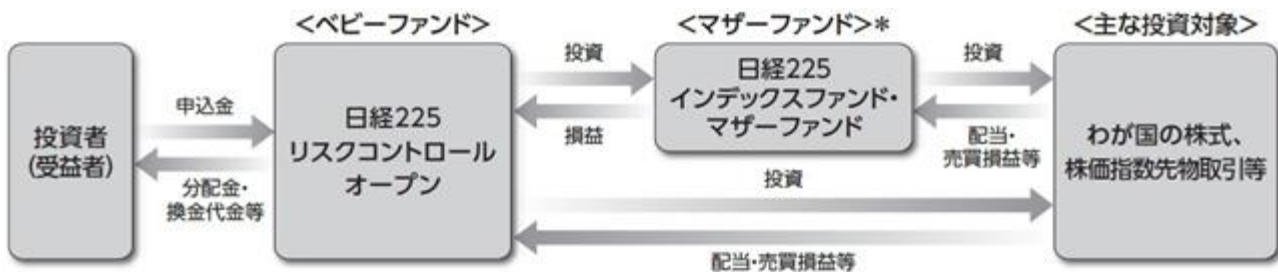 <ベビーファンド>
<マザーファンド>*
<主な投資対象>
投資者
(受益者)
申込金
分配金・
換金代金等
日経225
リスクコントロール
オープン
投資
損益
日経225
インデックスファンド・
マザーファンド
投資
配当・
売買損益等
わが国の株式、
株価指数先物取引等
投資
配当・売買損益等